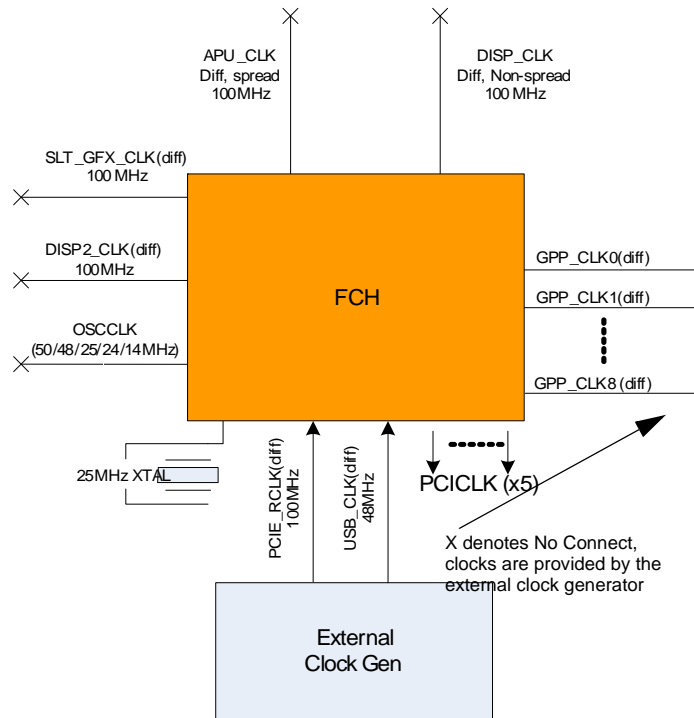 APU_CLK
Diff, spread
100MHz
DISP_CLK
Diff, Non-spread
100 MHz
SLT_GFX_CLK(diff)
100 MHz
DISP2_CLK(diff)
100MHz
OSCCLK
(50/48/25/24/14MHz)
FCH
GPP_CLK0(diff)
GPP_CLK1(diff)
GPP_CLK8 (diff)
25MHz XTAL
PCIE_RCLK(diff)
100MHz
USB_CLK(diff)
48MHz
PCICLK (x5)
X denotes No Connect,
clocks are provided by the
external clock generator
External
Clock Gen